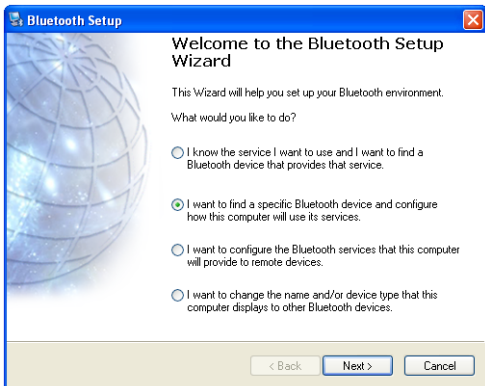 Bluetooth Setup
Welcome to the Bluetooth Setup
Wizard
This Wizard will help you set up your Bluetooth environment.
What would you like to do?
I know the service I want to use and I want to find a
Bluetooth device that provides that service.
I want to find a specific Bluetooth device and configure
how this computer will use its services.
I want to configure the Bluetooth services that this computer
will provide to remote devices.
I want to change the name and/or device type that this
computer displays to other Bluetooth devices.
< Back Next > Cancel